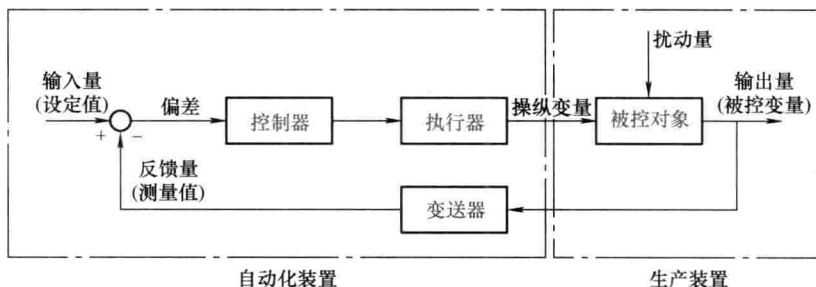 扰动量
输入量
(设定值)
偏差
控制器
执行器
操纵变量
被控对象
输出量
(被控变量)
+
−
反馈量
(测量值)
变送器
自动化装置
生产装置